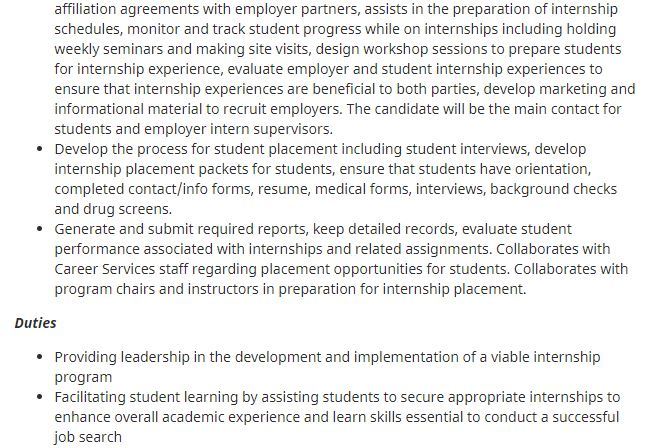 affiliation agreements with employer partners, assists in the preparation of internship
schedules, monitor and track student progress while on internships including holding
weekly seminars and making site visits, design workshop sessions to prepare students
for internship experience, evaluate employer and student internship experiences to
ensure that internship experiences are beneficial to both parties, develop marketing and
informational material to recruit employers. The candidate will be the main contact for
students and employer intern supervisors.
• Develop the process for student placement including student interviews, develop
internship placement packets for students, ensure that students have orientation,
completed contact/info forms, resume, medical forms, interviews, background checks
and drug screens.
• Generate and submit required reports, keep detailed records, evaluate student
performance associated with internships and related assignments. Collaborates with
Career Services staff regarding placement opportunities for students. Collaborates with
program chairs and instructors in preparation for internship placement.
Duties
• Providing leadership in the development and implementation of a viable internship
program
• Facilitating student learning by assisting students to secure appropriate internships to
enhance overall academic experience and learn skills essential to conduct a successful
job search